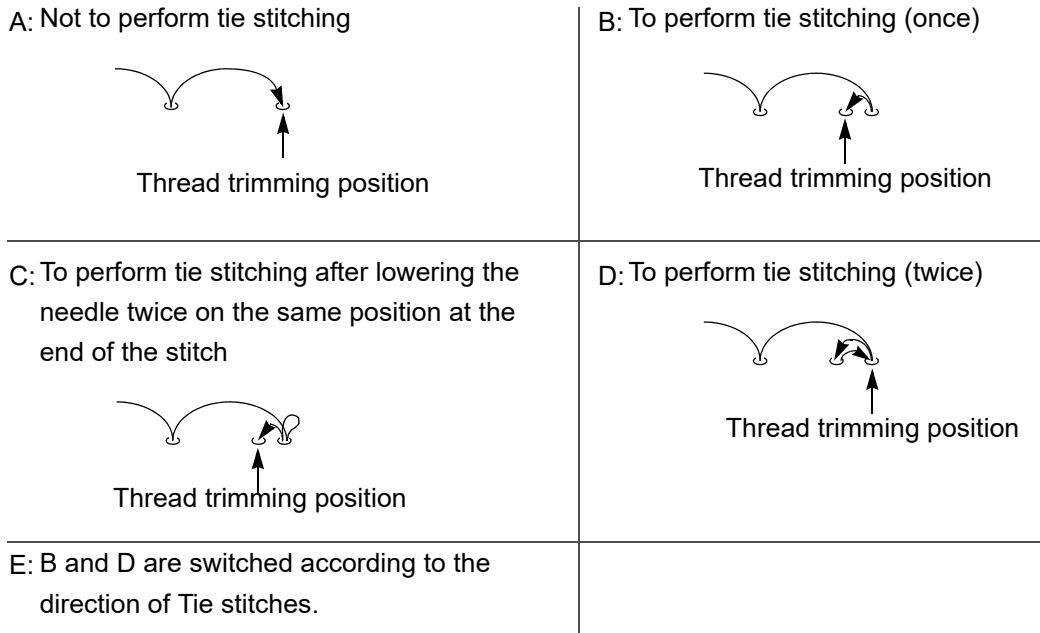 A: Not to perform tie stitching
Thread trimming position
B: To perform tie stitching (once)
Thread trimming position
C: To perform tie stitching after lowering the
needle twice on the same position at the
end of the stitch
Thread trimming position
D: To perform tie stitching (twice)
Thread trimming position
E: B and D are switched according to the
direction of Tie stitches.